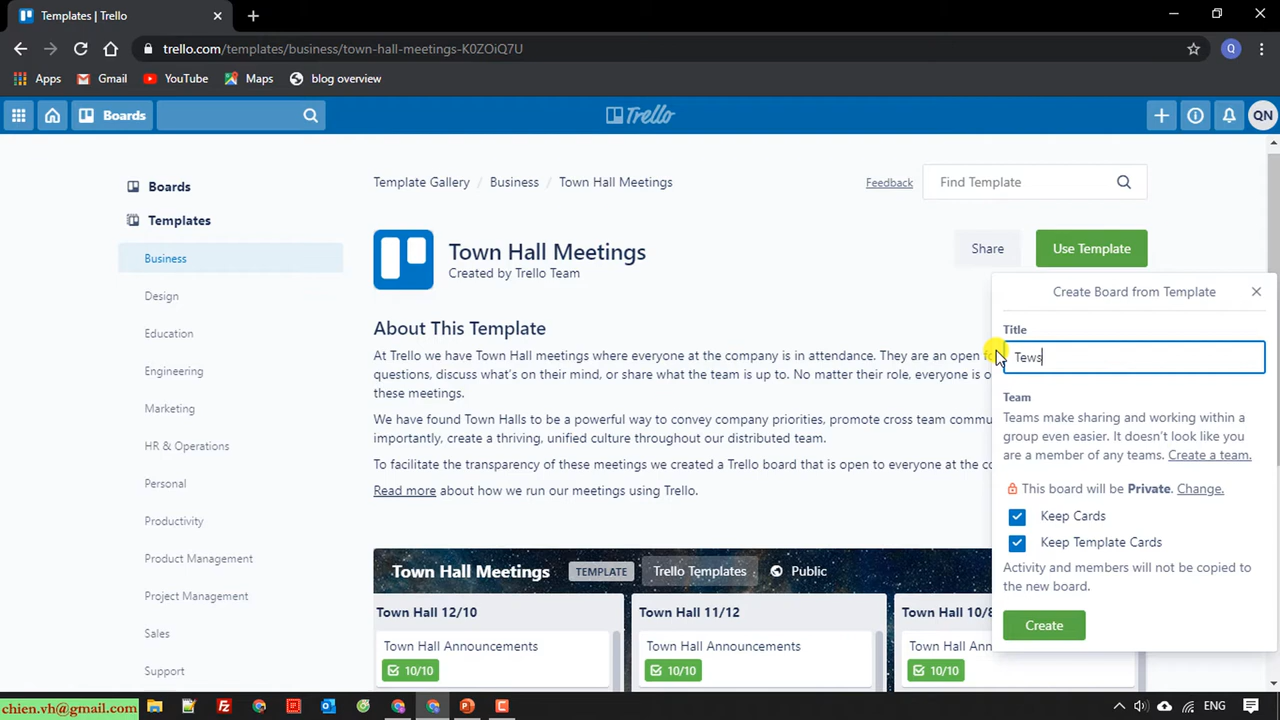 Templates | Trello
trello.com/templates/business/town-hall-meetings-K0ZOiQ7U
Q
Apps
Gmail
YouTube
Maps
blog overview
Boards
Trello
QN
Boards
Templates
Business
Design
Education
Engineering
Marketing
HR & Operations
Personal
Productivity
Product Management
Project Management
Sales
Support
Template Gallery / Business / Town Hall Meetings
Feedback
Find Template
Town Hall Meetings
Created by Trello Team
Share
Use Template
About This Template
At Trello we have Town Hall meetings where everyone at the company is in attendance. They are an open fo
questions, discuss what's on their mind, or share what the team is up to. No matter their role, everyone is o
these meetings.
We have found Town Halls to be a powerful way to convey company priorities, promote cross team commu
importantly, create a thriving, unified culture throughout our distributed team.
To facilitate the transparency of these meetings we created a Trello board that is open to everyone at the co
Read more about how we run our meetings using Trello.
Town Hall Meetings
TEMPLATE
Trello Templates
Public
Town Hall 12/10
Town Hall Announcements
10/10
Town Hall 11/12
Town Hall Announcements
10/10
Town Hall 10/8
Town Hall Announcements
10/10
Create Board from Template
Title
Tews
Team
Teams make sharing and working within a
group even easier. It doesn't look like you
are a member of any teams. Create a team.
This board will be Private. Change.
Keep Cards
Keep Template Cards
Activity and members will not be copied to
the new board.
Create
chien.vh@gmail.com
ENG